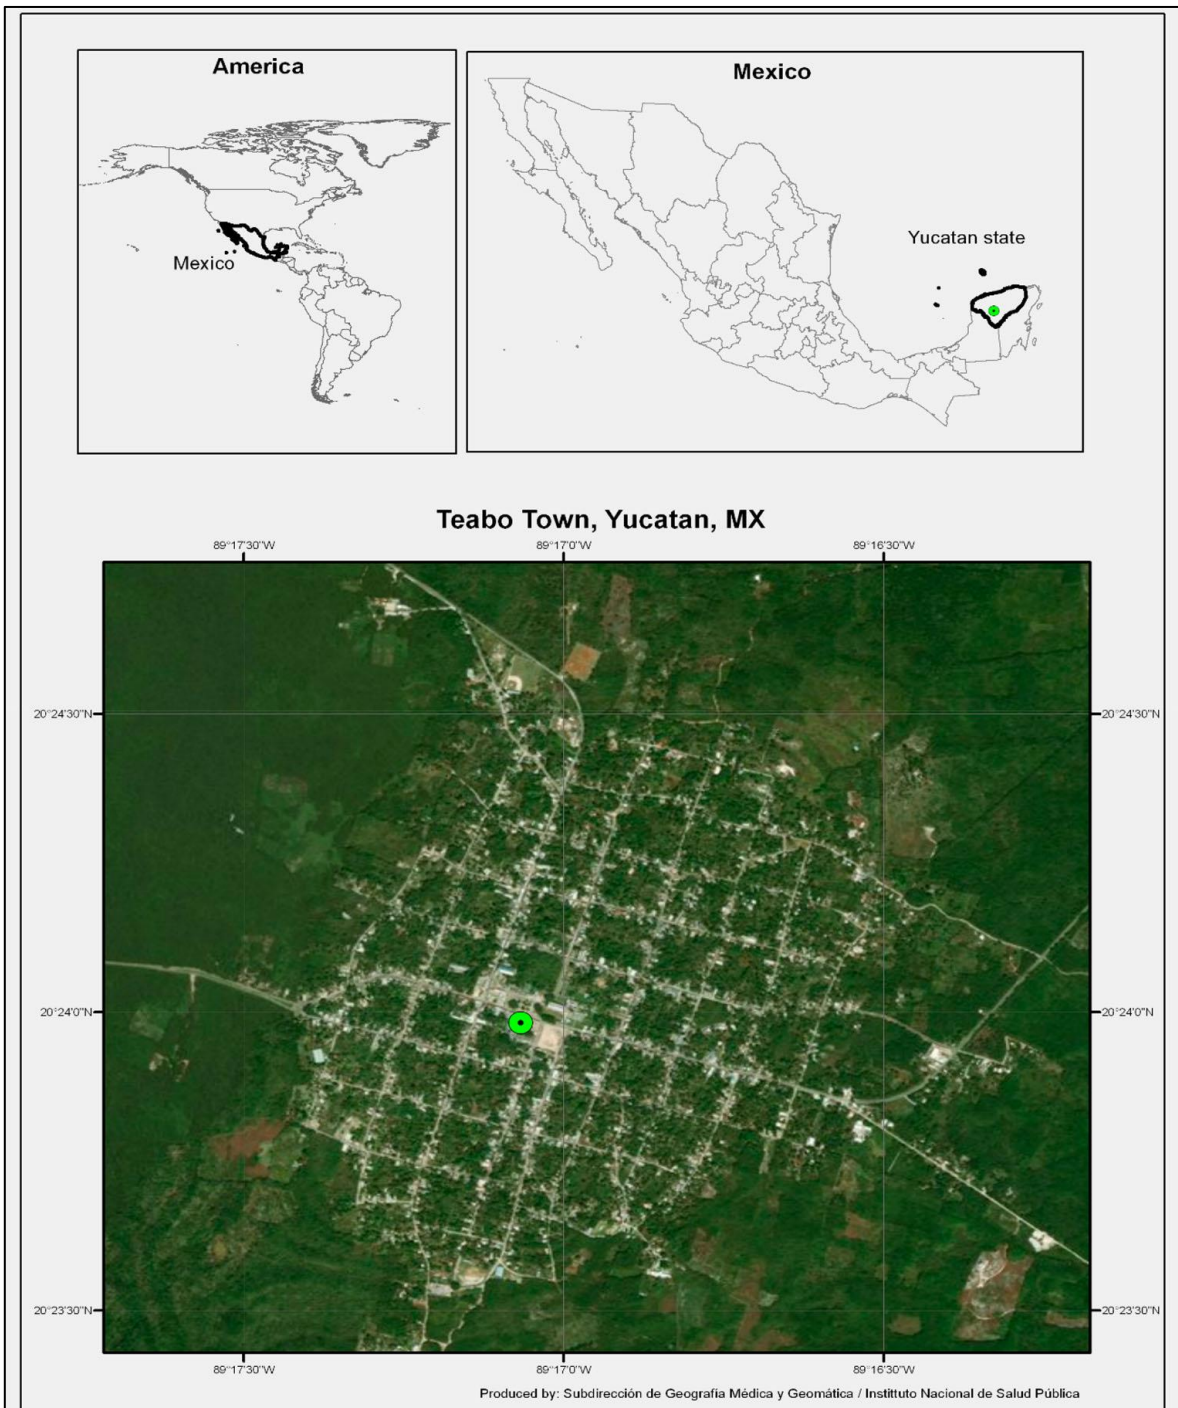 America
Mexico
Mexico
Yucatan state
Teabo Town, Yucatan, MX
89°17'30"W 89°17'0"W 89°16'30"W
20°24'30"N 20°24'30"N
20°24'0"N 20°24'0"N
20°23'30"N 20°23'30"N
89°17'30"W 89°17'0"W 89°16'30"W
Produced by: Subdirección de Geografia Médica y Geomática / Instittuto Nacional de Salud Pública